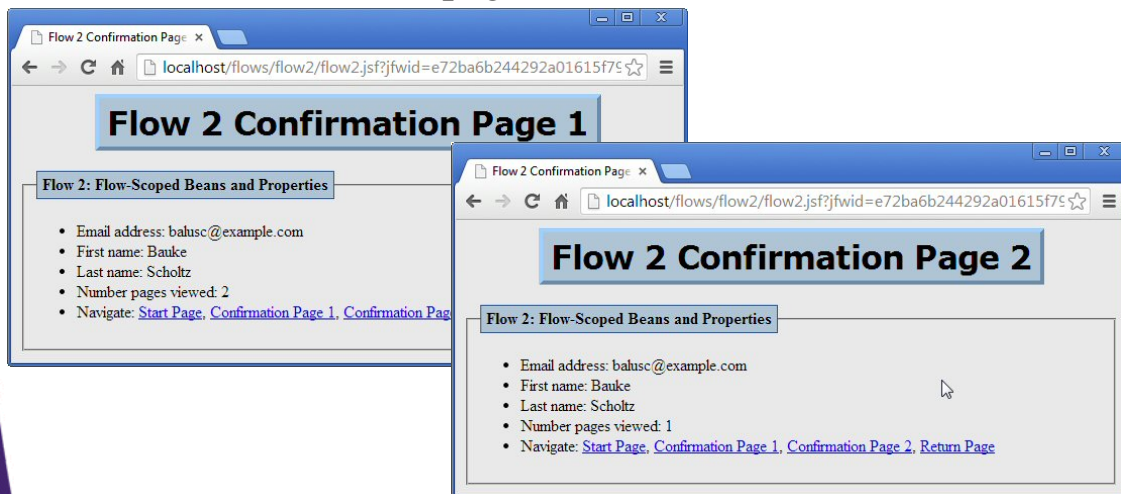 Flow 2 Confirmation Page
localhost/flows/flow2/flow2.jsf?jfwid=e72ba6b244292a01615f79
Flow 2 Confirmation Page 1
Flow 2: Flow-Scoped Beans and Properties
• Email address: balusc@example.com
• First name: Bauke
• Last name: Scholtz
• Number pages viewed: 2
• Navigate: Start Page, Confirmation Page 1, Confirmation Pag
Flow 2 Confirmation Page
localhost/flows/flow2/flow2.jsf?jfwid=e72ba6b244292a01615f79
Flow 2 Confirmation Page 2
Flow 2: Flow-Scoped Beans and Properties
• Email address: balusc@example.com
• First name: Bauke
• Last name: Scholtz
• Number pages viewed: 1
• Navigate: Start Page, Confirmation Page 1, Confirmation Page 2, Return Page